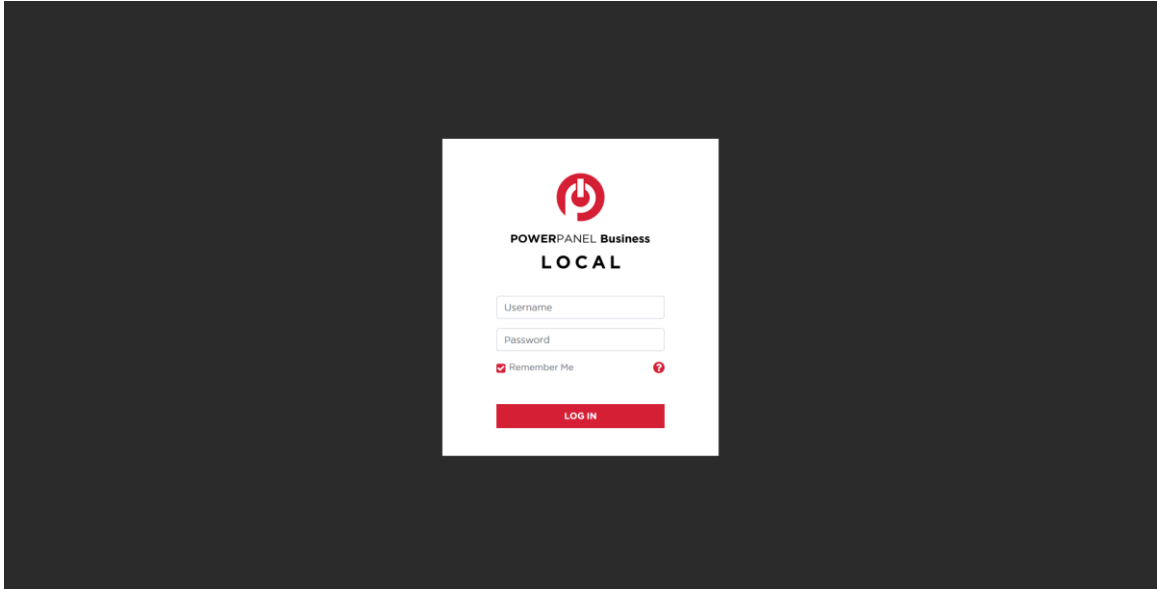 POWERPANEL Business
LOCAL
Username
Password
Remember Me
?
LOG IN